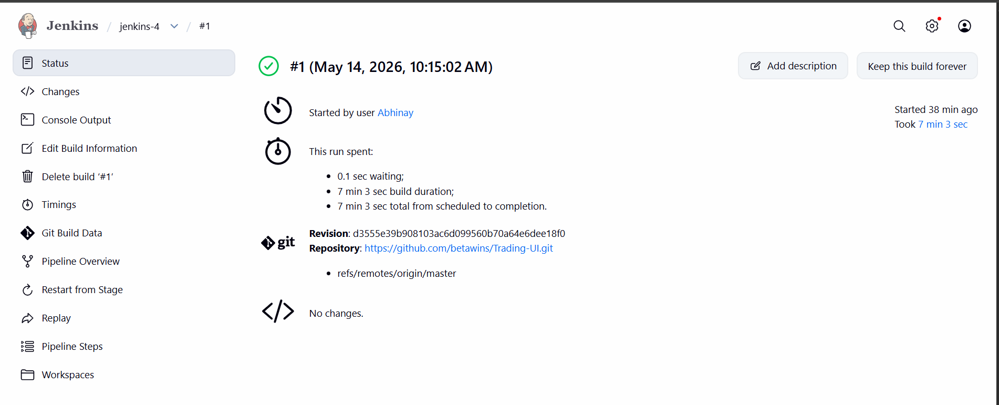 Jenkins / jenkins-4 / #1
Status
Changes
Console Output
Edit Build Information
Delete build ‘#1’
Timings
Git Build Data
Pipeline Overview
Restart from Stage
Replay
Pipeline Steps
Workspaces
#1 (May 14, 2026, 10:15:02 AM)
Add description
Keep this build forever
Started by user Abhinay
Started 38 min ago
Took 7 min 3 sec
This run spent:
• 0.1 sec waiting;
• 7 min 3 sec build duration;
• 7 min 3 sec total from scheduled to completion.
git
Revision: d3555e39b908103ac6d099560b70a64e6dee18f0
Repository: https://github.com/betawins/Trading-UI.git
• refs/remotes/origin/master
No changes.